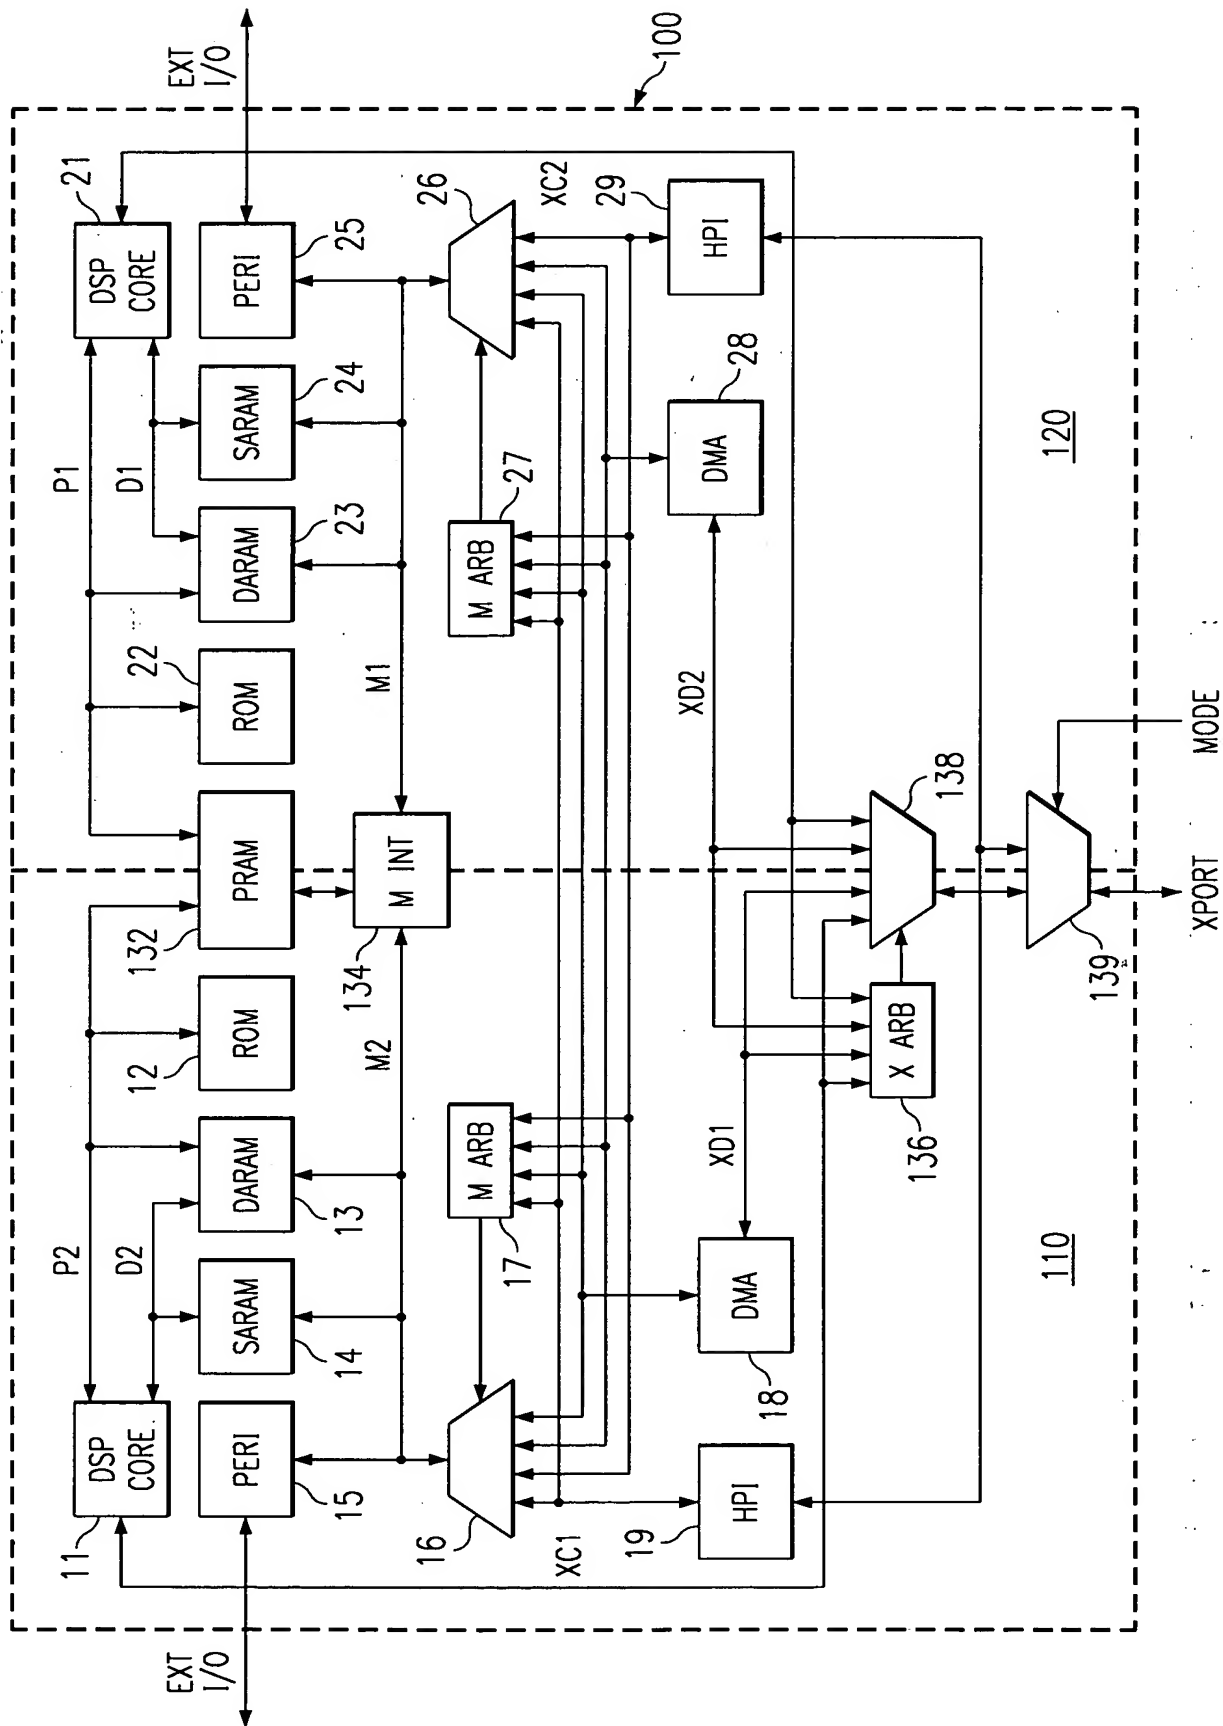 EXT
I/O
100
21
DSP
CORE
25
PERI
24
SARAM
23
DARAM
22
ROM
PRAM
132
P1
D1
M1
M INT
134
26
M ARB
27
XC2
29
HPI
28
DMA
XD2
120
138
MODE
XPORT
139
X ARB
136
XD1
110
12
ROM
13
DARAM
14
SARAM
15
PERI
11
DSP
CORE
P2
D2
M2
M ARB
17
16
XC1
18
DMA
19
HPI
EXT
I/O